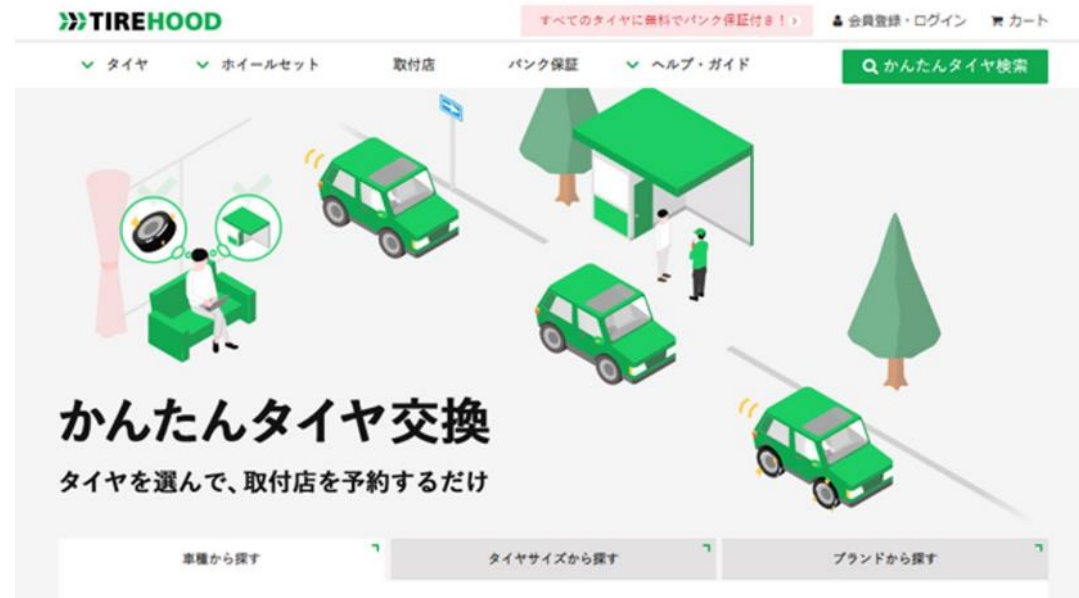 TIREHOOD
すべてのタイヤに無料でパンク保証付き!
会員登録・ログイン
カート
タイヤ
ホイールセット
取付店
パンク保証
ヘルプ・ガイド
かんたんタイヤ検索
かんたんタイヤ交換
タイヤを選んで、取付店を予約するだけ
車種から探す
タイヤサイズから探す
ブランドから探す